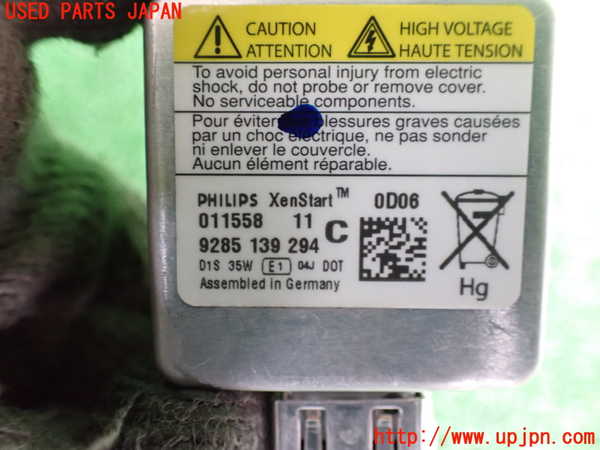 USED PARTS JAPAN
CAUTION
ATTENTION
HIGH VOLTAGE
HAUTE TENSION
To avoid personal injury from electric
shock, do not probe or remove cover.
No serviceable components.
Pour éviter blessures graves causées
par un choc électrique, ne pas sonder
ni enlever le couvercle.
Aucun élément réparable.
PHILIPS XenStart™ 0D06
011558 11 C
9285 139 294
D1S 35W E1 04J DOT
Assembled in Germany
Hg
http://www.upjpn.com/